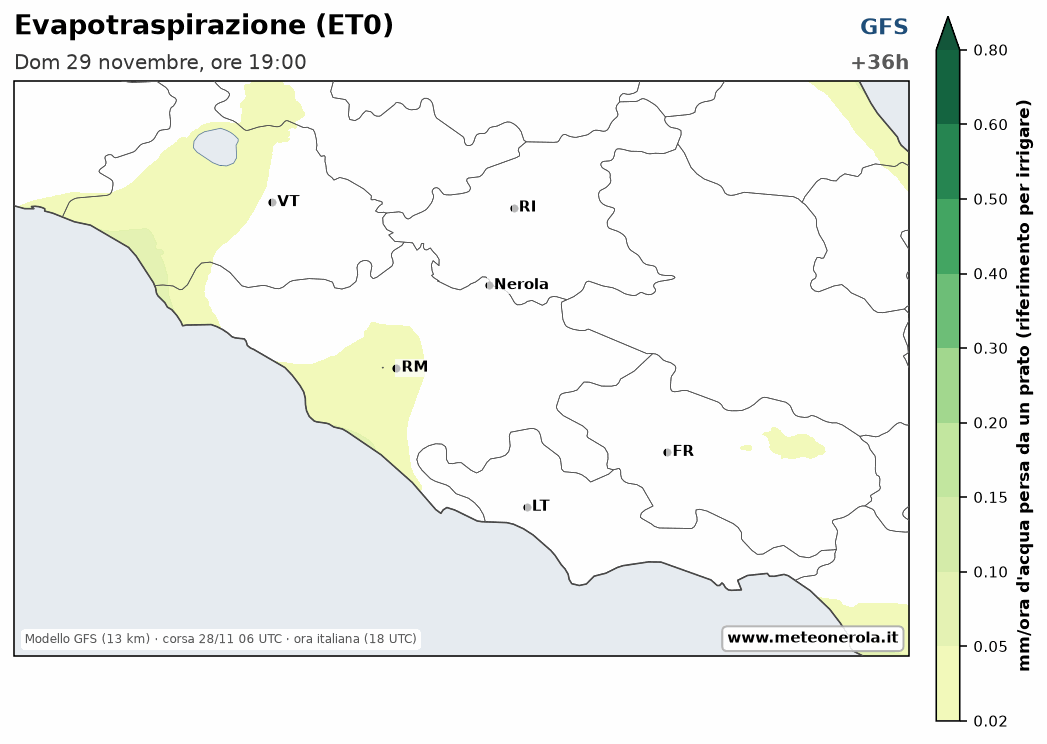 Evapotraspirazione (ET0)
GFS
Dom 29 novembre, ore 19:00
+36h
VT
RI
Nerola
RM
FR
LT
Modello GFS (13 km) · corsa 28/11 06 UTC · ora italiana (18 UTC)
www.meteonerola.it
0.80
0.60
0.50
0.40
0.30
0.20
0.15
0.10
0.05
0.02
mm/ora d'acqua persa da un prato (riferimento per irrigare)